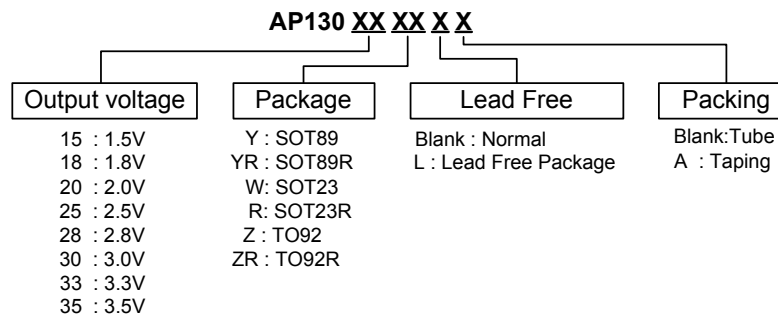 AP130 XX XX X X
Output voltage
15 : 1.5V
18 : 1.8V
20 : 2.0V
25 : 2.5V
28 : 2.8V
30 : 3.0V
33 : 3.3V
35 : 3.5V
Package
Y : SOT89
YR : SOT89R
W: SOT23
R: SOT23R
Z : TO92
ZR : TO92R
Lead Free
Blank : Normal
L : Lead Free Package
Packing
Blank:Tube
A : Taping